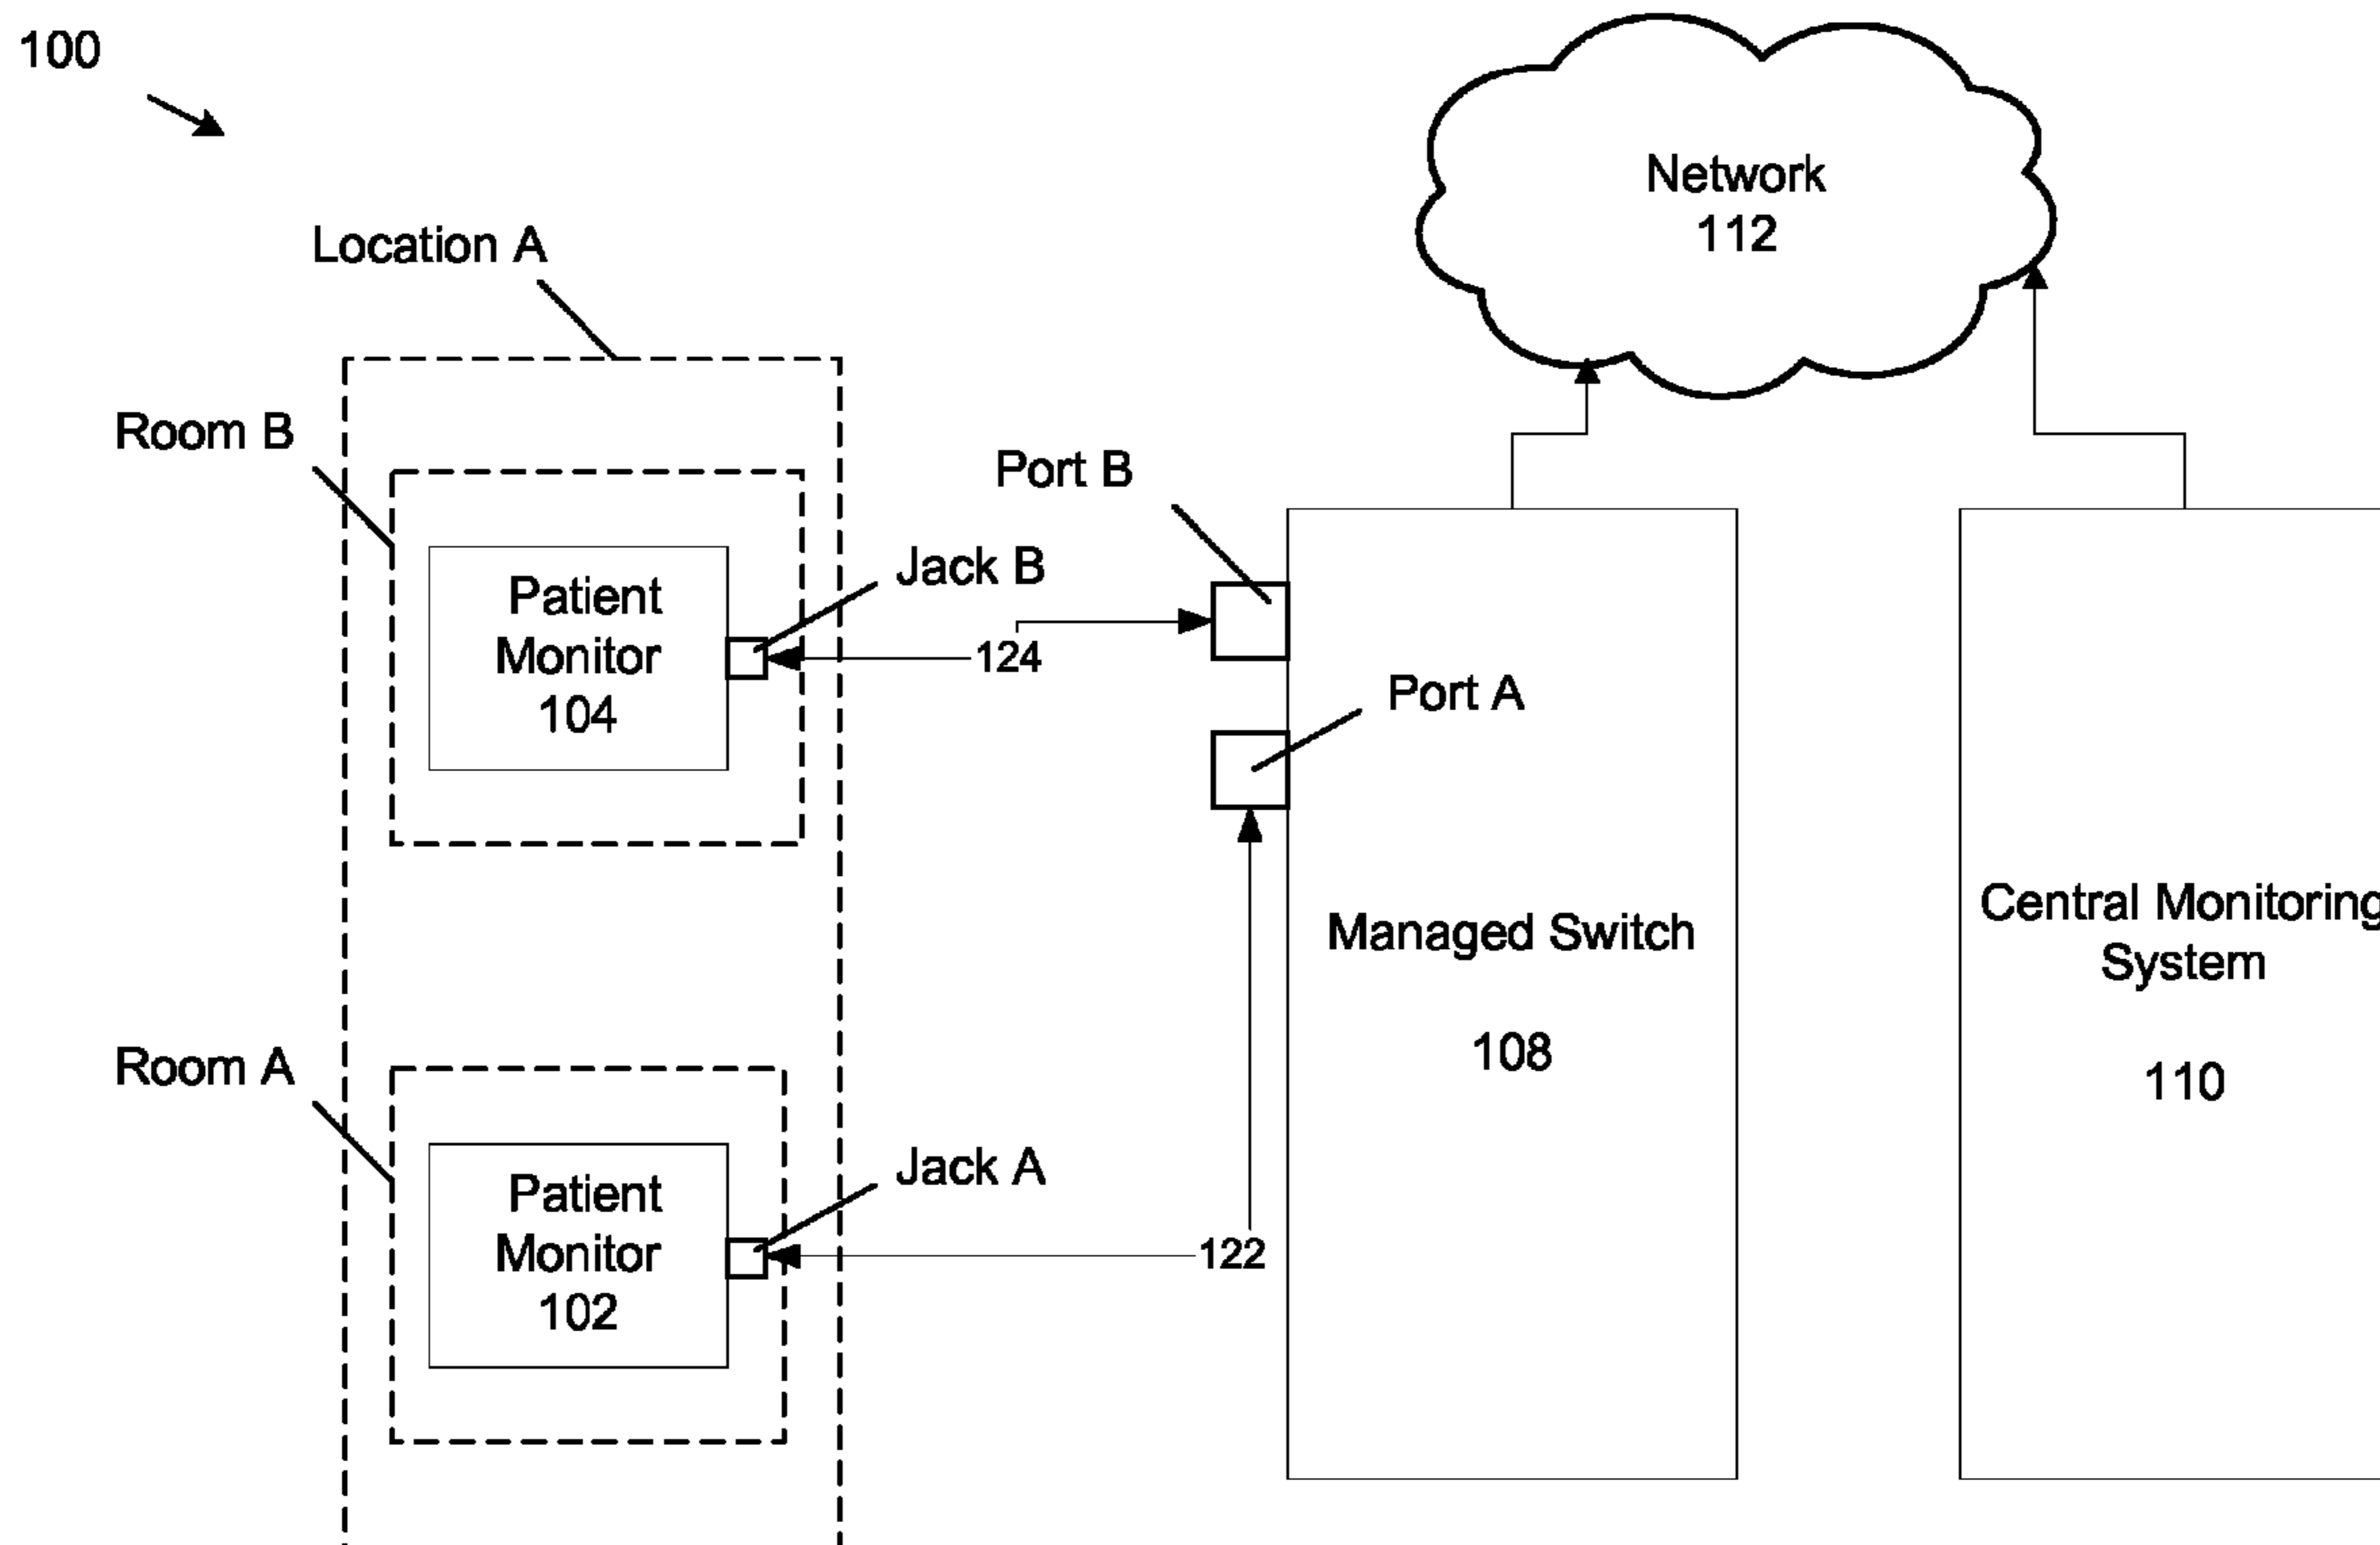 100
Network
112
Location A
Room B
Port B
Jack B
Patient
Monitor
104
124
Port A
Managed Switch
108
Central Monitoring
System
110
Room A
Jack A
Patient
Monitor
102
122